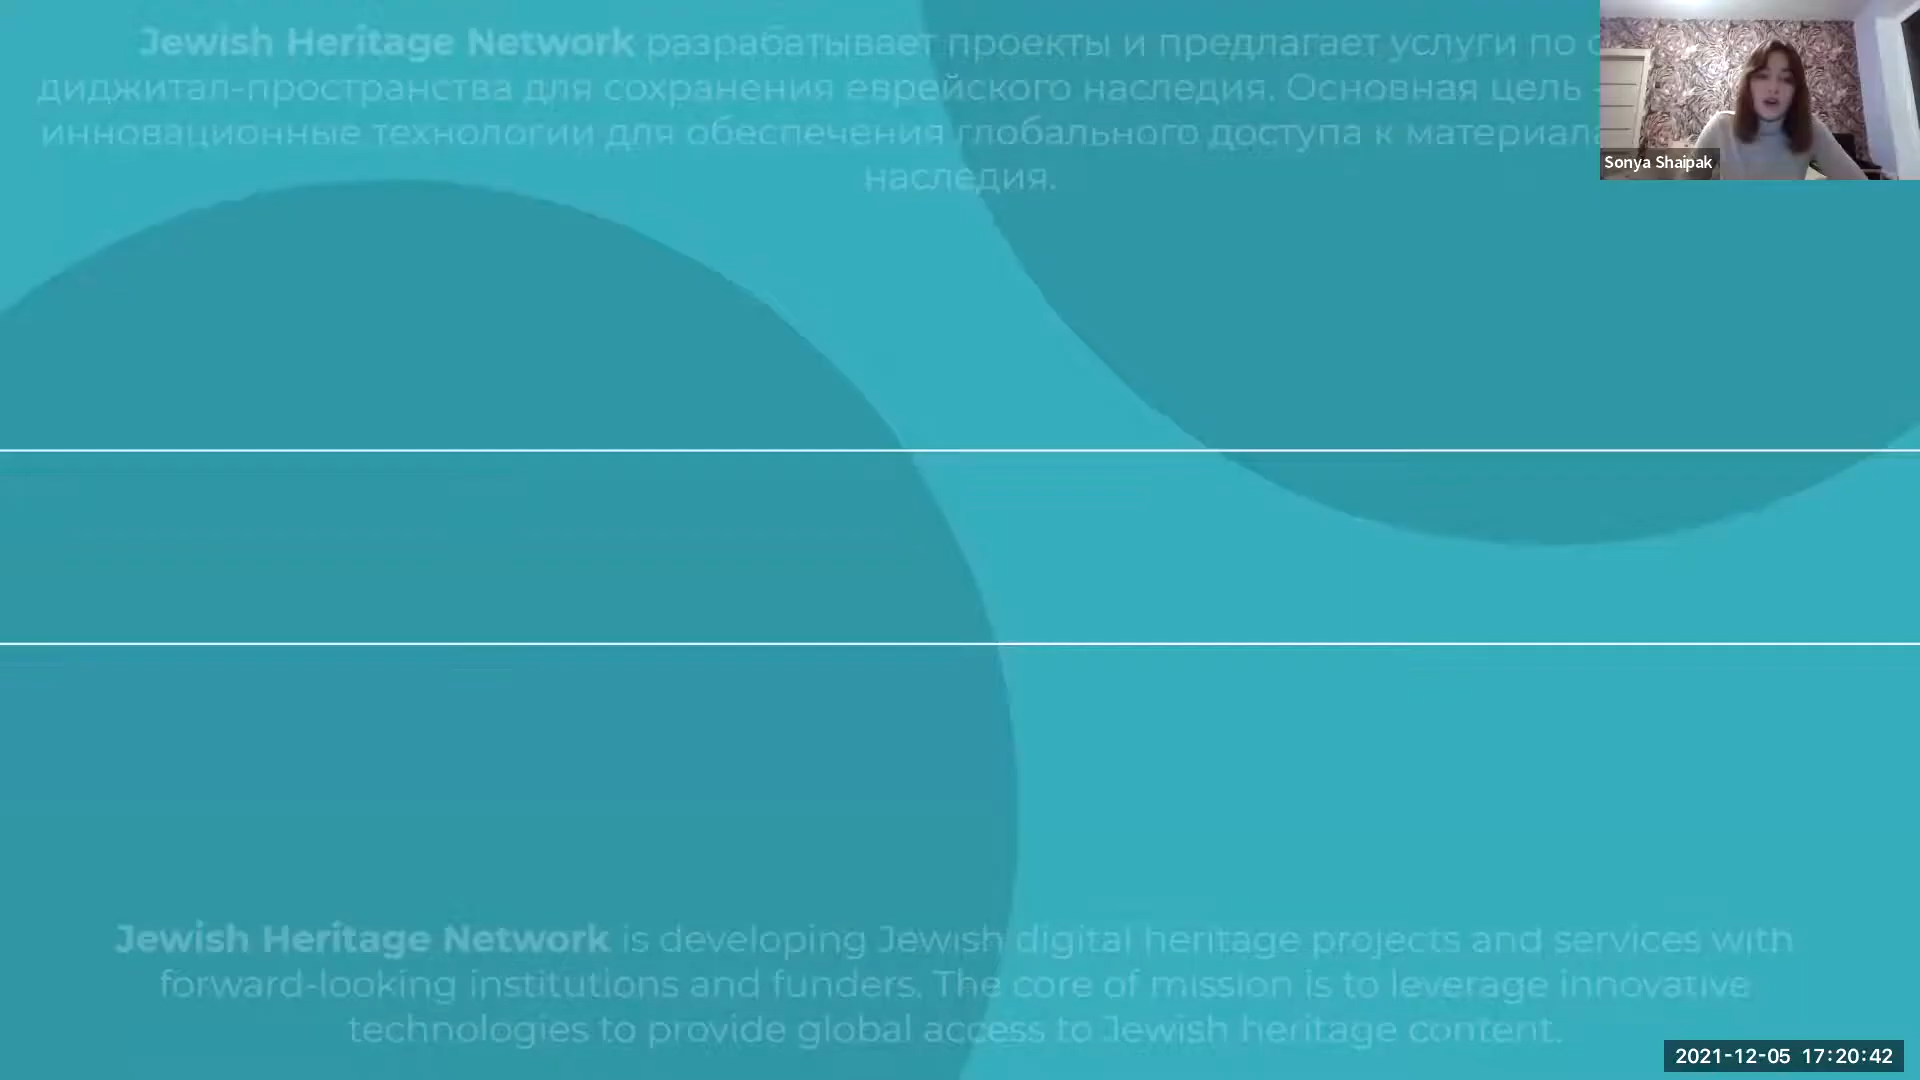 Jewish Heritage Network разрабатывает проекты и предлагает услуги по
диджитал-пространства для сохранения еврейского наследия. Основная цель -
инновационные технологии для обеспечения глобального доступа к
наследия.
Sonya Shaipak
Jewish Heritage Network is developing Jewish digital heritage projects and services with
forward-looking institutions and funders. The core of mission is to leverage innovative
technologies to provide global access to Jewish heritage content.
2021-12-05 17:20:42